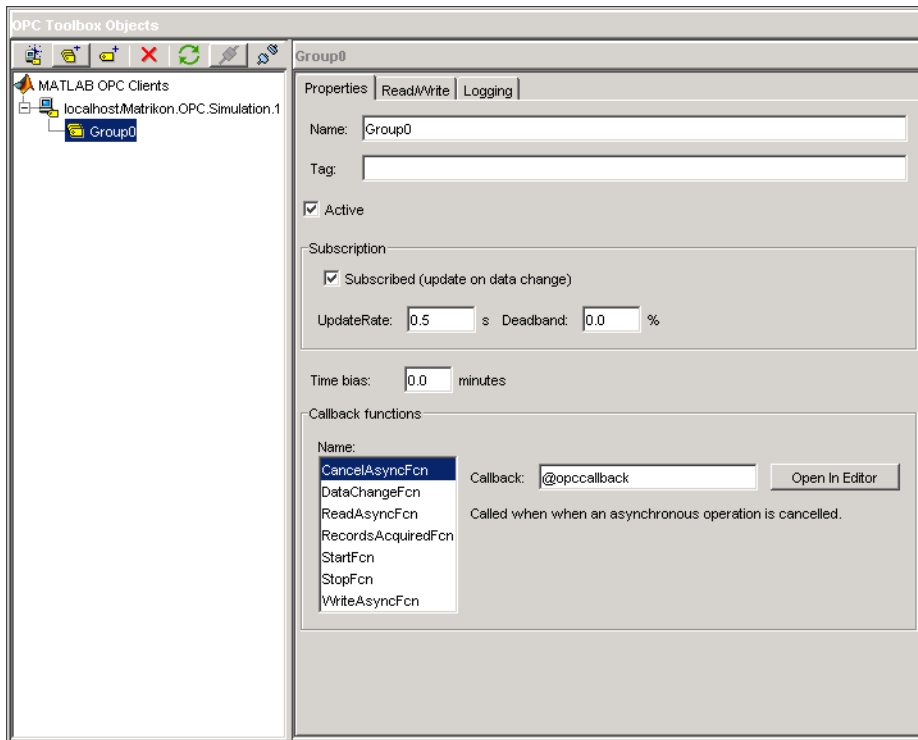 OPC Toolbox Objects
MATLAB OPC Clients
localhost/Matrikon.OPC.Simulation.1
Group0
Group0
Properties Read/Write Logging
Name: Group0
Tag:
Active
Subscription
Subscribed (update on data change)
UpdateRate: 0.5 s Deadband: 0.0 %
Time bias: 0.0 minutes
Callback functions
Name:
CancelAsyncFcn
DataChangeFcn
ReadAsyncFcn
RecordsAcquiredFcn
StartFcn
StopFcn
WriteAsyncFcn
Callback: @opccallback Open In Editor
Called when when an asynchronous operation is cancelled.